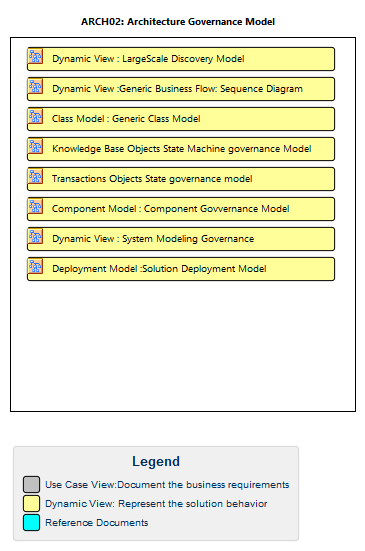 ARCH02: Architecture Governance Model
Dynamic View : LargeScale Discovery Model
Dynamic View :Generic Business Flow: Sequence Diagram
Class Model : Generic Class Model
Knowledge Base Objects State Machine governance Model
Transactions Objects State governance model
Component Model : Component Govvernance Model
Dynamic View : System Modeling Governance
Deployment Model :Solution Deployment Model
Legend
Use Case View:Document the business requirements
Dynamic View: Represent the solution behavior
Reference Documents